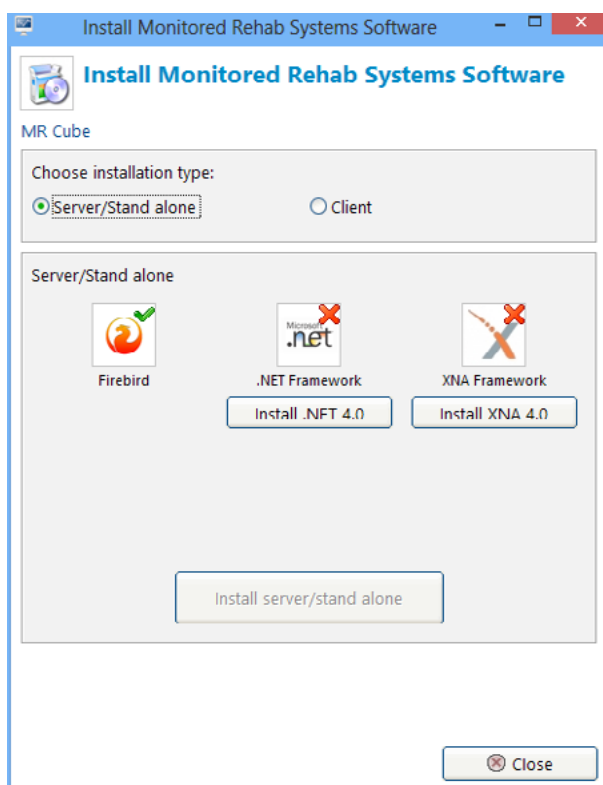 Install Monitored Rehab Systems Software
Install Monitored Rehab Systems Software
MR Cube
Choose installation type:
Server/Stand alone Client
Server/Stand alone
Microsoft
.net
Firebird .NET Framework XNA Framework
Install .NET 4.0 Install XNA 4.0
Install server/stand alone
Close